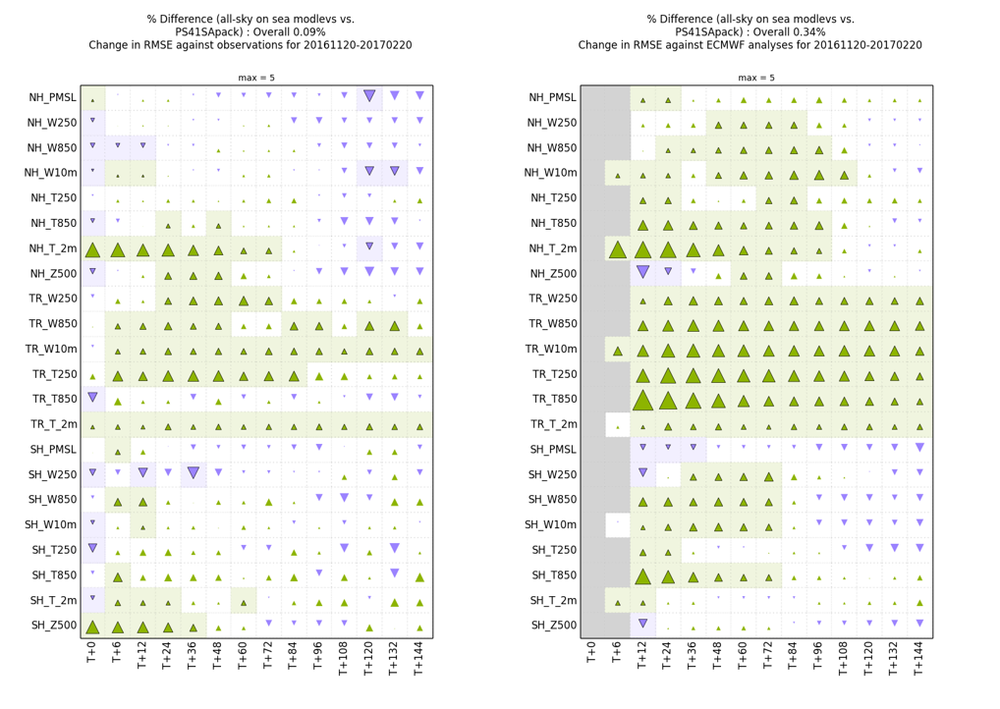 % Difference (all-sky on sea modlevs vs.
PS41SApack) : Overall 0.09%
Change in RMSE against observations for 20161120-20170220
max = 5
NH_PMSL
NH_W250
NH_W850
NH_W10m
NH_T250
NH_T850
NH_T_2m
NH_Z500
TR_W250
TR_W850
TR_W10m
TR_T250
TR_T850
TR_T_2m
SH_PMSL
SH_W250
SH_W850
SH_W10m
SH_T250
SH_T850
SH_T_2m
SH_Z500
T+0 T+6 T+12 T+24 T+36 T+48 T+60 T+72 T+84 T+96 T+108 T+120 T+132 T+144
% Difference (all-sky on sea modlevs vs.
PS41SApack) : Overall 0.34%
Change in RMSE against ECMWF analyses for 20161120-20170220
max = 5
NH_PMSL
NH_W250
NH_W850
NH_W10m
NH_T250
NH_T850
NH_T_2m
NH_Z500
TR_W250
TR_W850
TR_W10m
TR_T250
TR_T850
TR_T_2m
SH_PMSL
SH_W250
SH_W850
SH_W10m
SH_T250
SH_T850
SH_T_2m
SH_Z500
T+0 T+6 T+12 T+24 T+36 T+48 T+60 T+72 T+84 T+96 T+108 T+120 T+132 T+144